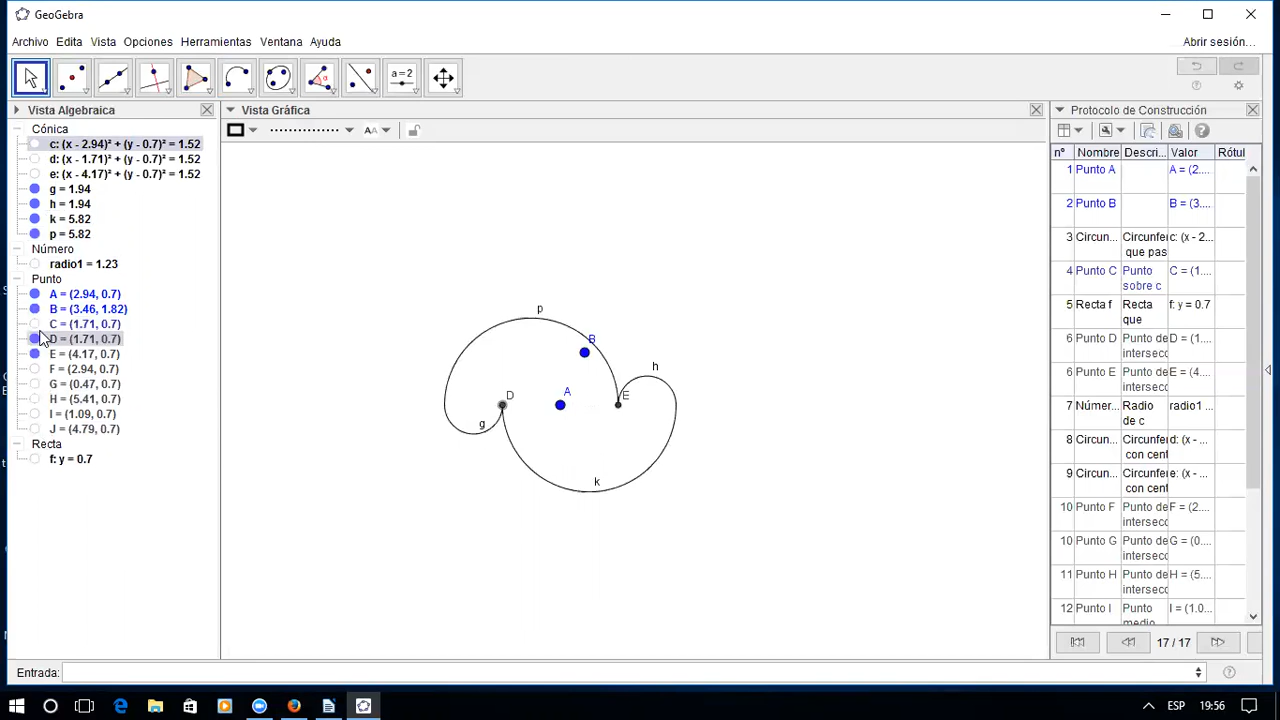 GeoGebra
Archivo Edita Vista Opciones Herramientas Ventana Ayuda
Abrir sesión...
a=2
Vista Algebraica
Cónica
c: (x - 2.94)² + (y - 0.7)² = 1.52
d: (x - 1.71)² + (y - 0.7)² = 1.52
e: (x - 4.17)² + (y - 0.7)² = 1.52
g = 1.94
h = 1.94
k = 5.82
p = 5.82
Número
radio1 = 1.23
Punto
A = (2.94, 0.7)
B = (3.46, 1.82)
C = (1.71, 0.7)
D = (1.71, 0.7)
E = (4.17, 0.7)
F = (2.94, 0.7)
G = (0.47, 0.7)
H = (5.41, 0.7)
I = (1.09, 0.7)
J = (4.79, 0.7)
Recta
f: y = 0.7
Vista Gráfica
AA
p
B
h
D
A
E
g
k
Protocolo de Construcción
nº Nombre Descri... Valor Rótul
1 Punto A A = (2....
2 Punto B B = (3....
3 Circun... Circunfere c: (x - 2...
que pas
4 Punto C Punto C = (1....
sobre c
5 Recta f Recta f: y = 0.7
que
6 Punto D Punto de D = (1....
intersecc
6 Punto E Punto de E = (4....
intersecc
7 Númer... Radio radio1 ...
de c
8 Circun... Circunfere d: (x - ...
con cent
9 Circun... Circunfere e: (x - ...
con cent
10 Punto F Punto de F = (2....
intersecc
10 Punto G Punto de G = (0....
intersecc
11 Punto H Punto de H = (5....
intersecc
12 Punto I Punto I = (1.0...
medio
17 / 17
Entrada:
ESP 19:56